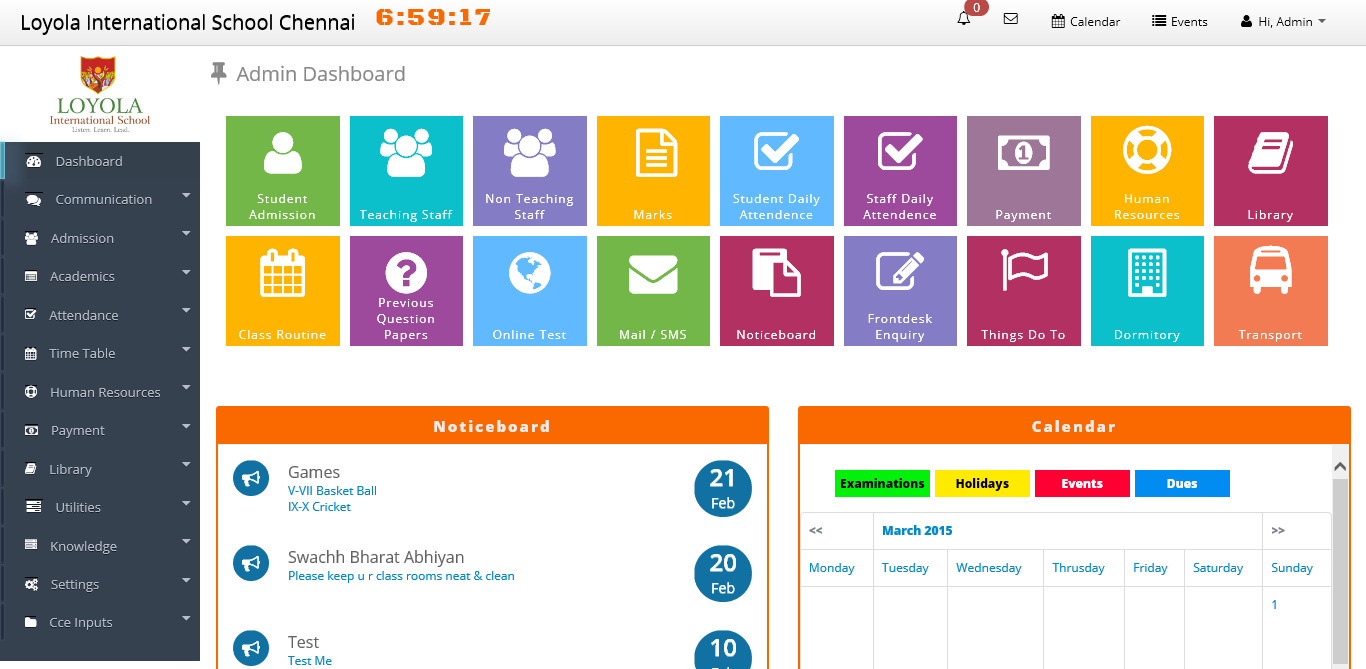 Loyola International School Chennai
6:59:17
0
Calendar
Events
Hi, Admin
LOYOLA
International School
Listen. Learn. Lead.
Admin Dashboard
Dashboard
Communication
Admission
Academics
Attendance
Time Table
Human Resources
Payment
Library
Utilities
Knowledge
Settings
Cce Inputs
Student
Admission
Teaching Staff
Non Teaching
Staff
Marks
Student Daily
Attendence
Staff Daily
Attendence
1
Payment
Human
Resources
Library
Class Routine
?
Previous
Question
Papers
Online Test
Mail / SMS
Noticeboard
Frontdesk
Enquiry
Things Do To
Dormitory
Transport
Noticeboard
Games
V-VII Basket Ball
IX-X Cricket
21
Feb
Swachh Bharat Abhiyan
Please keep u r class rooms neat & clean
20
Feb
Test
Test Me
10
Calendar
Examinations
Holidays
Events
Dues
<< March 2015 >>
Monday Tuesday Wednesday Thrusday Friday Saturday Sunday
1